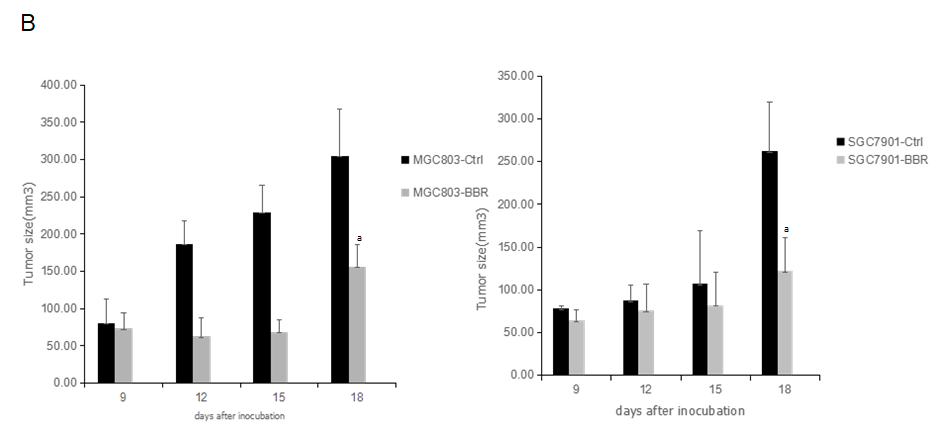 B
400.00
350.00
300.00
250.00
200.00
150.00
100.00
50.00
0.00
Tumor size(mm3)
a
9 12 15 18
days after inocubation
MGC803-Ctrl
MGC803-BBR
350.00
300.00
250.00
200.00
150.00
100.00
50.00
0.00
Tumor size(mm3)
a
9 12 15 18
days after inocubation
SGC7901-Ctrl
SGC7901-BBR